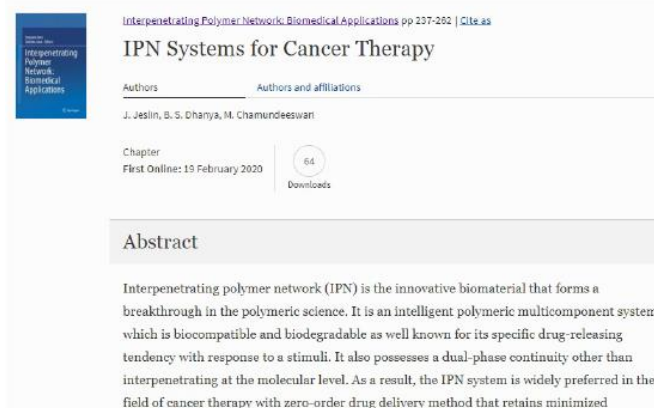 Interpenetrating Polymer Network: Biomedical Applications pp 237-262 | Cite as
Interpenetrating
Polymer
Network:
Biomedical
Applications
IPN Systems for Cancer Therapy
Authors
Authors and affiliations
J. Jeslin, B. S. Dhanya, M. Chamundeeswari
Chapter
First Online: 19 February 2020
64
Downloads
Abstract
Interpenetrating polymer network (IPN) is the innovative biomaterial that forms a
breakthrough in the polymeric science. It is an intelligent polymeric multicomponent system
which is biocompatible and biodegradable as well known for its specific drug-releasing
tendency with response to a stimuli. It also possesses a dual-phase continuity other than
interpenetrating at the molecular level. As a result, the IPN system is widely preferred in the
field of cancer therapy with zero-order drug delivery method that retains minimized